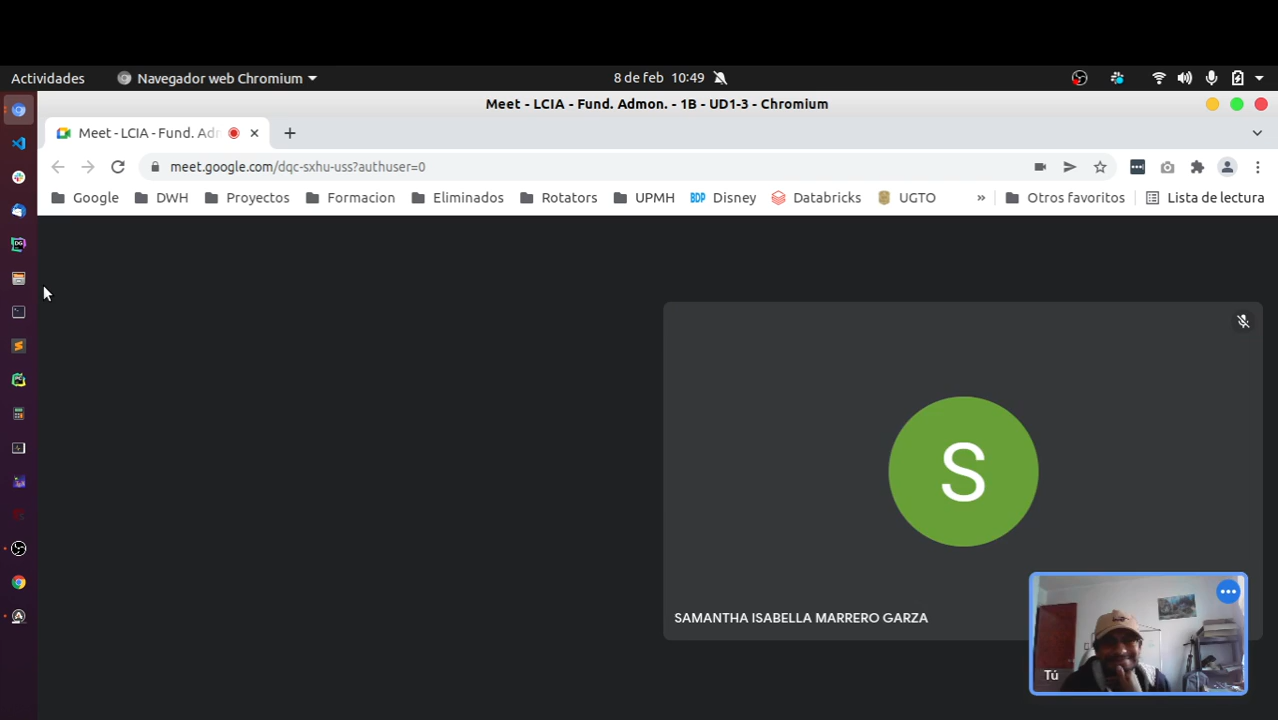 Actividades
Navegador web Chromium
8 de feb 10:49
Meet - LCIA - Fund. Admon. - 1B - UD1-3 - Chromium
Meet - LCIA - Fund. Adm
meet.google.com/dqc-sxhu-uss?authuser=0
Google
DWH
Proyectos
Formacion
Eliminados
Rotators
UPMH
BDP Disney
Databricks
UGTO
»
Otros favoritos
Lista de lectura
S
SAMANTHA ISABELLA MARRERO GARZA
Tú